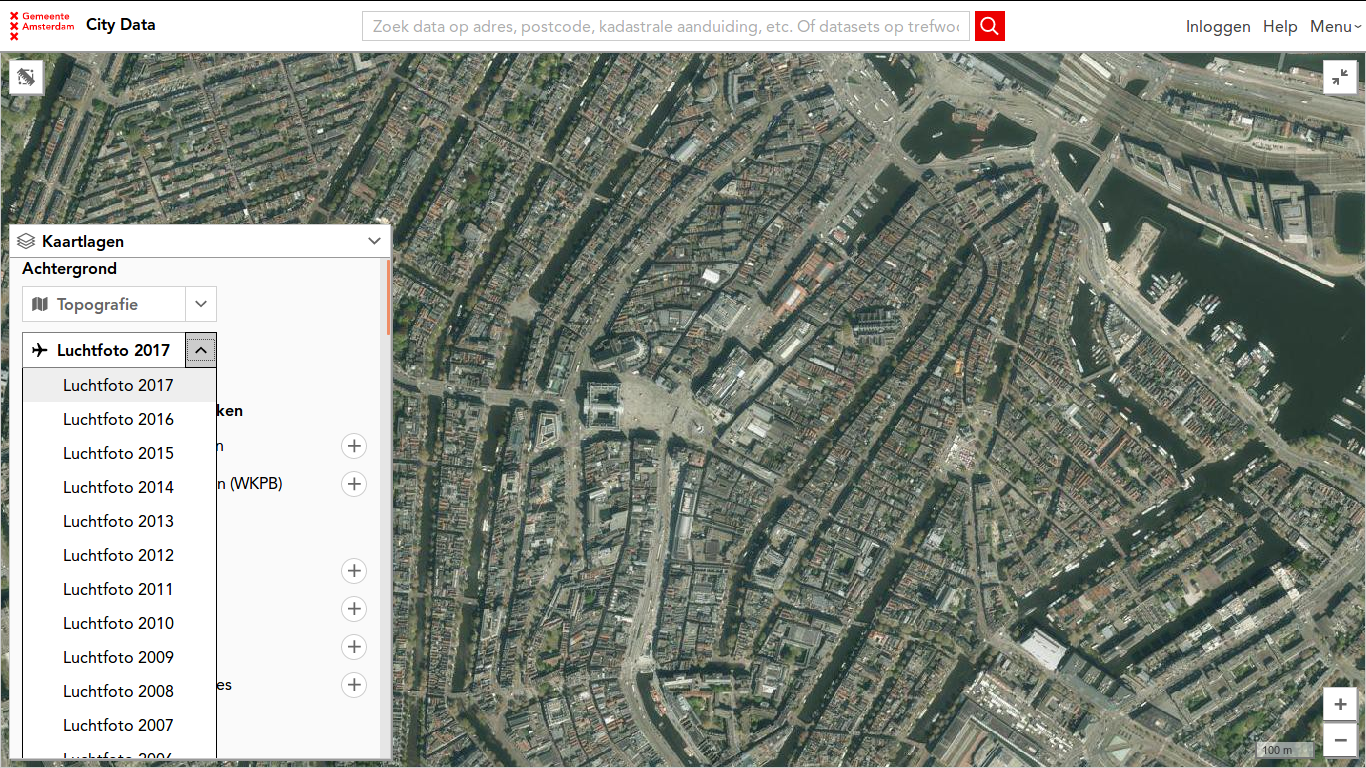 Gemeente
Amsterdam
City Data
Zoek data op adres, postcode, kadastrale aanduiding, etc. Of datasets op trefwoo
Inloggen
Help
Menu
Kaartlagen
Achtergrond
Topografie
Luchtfoto 2017
Luchtfoto 2017
Luchtfoto 2016
ken
Luchtfoto 2015
n
Luchtfoto 2014
n (WKPB)
Luchtfoto 2013
Luchtfoto 2012
Luchtfoto 2011
Luchtfoto 2010
Luchtfoto 2009
Luchtfoto 2008
es
Luchtfoto 2007
Luchtfoto 2006
100 m